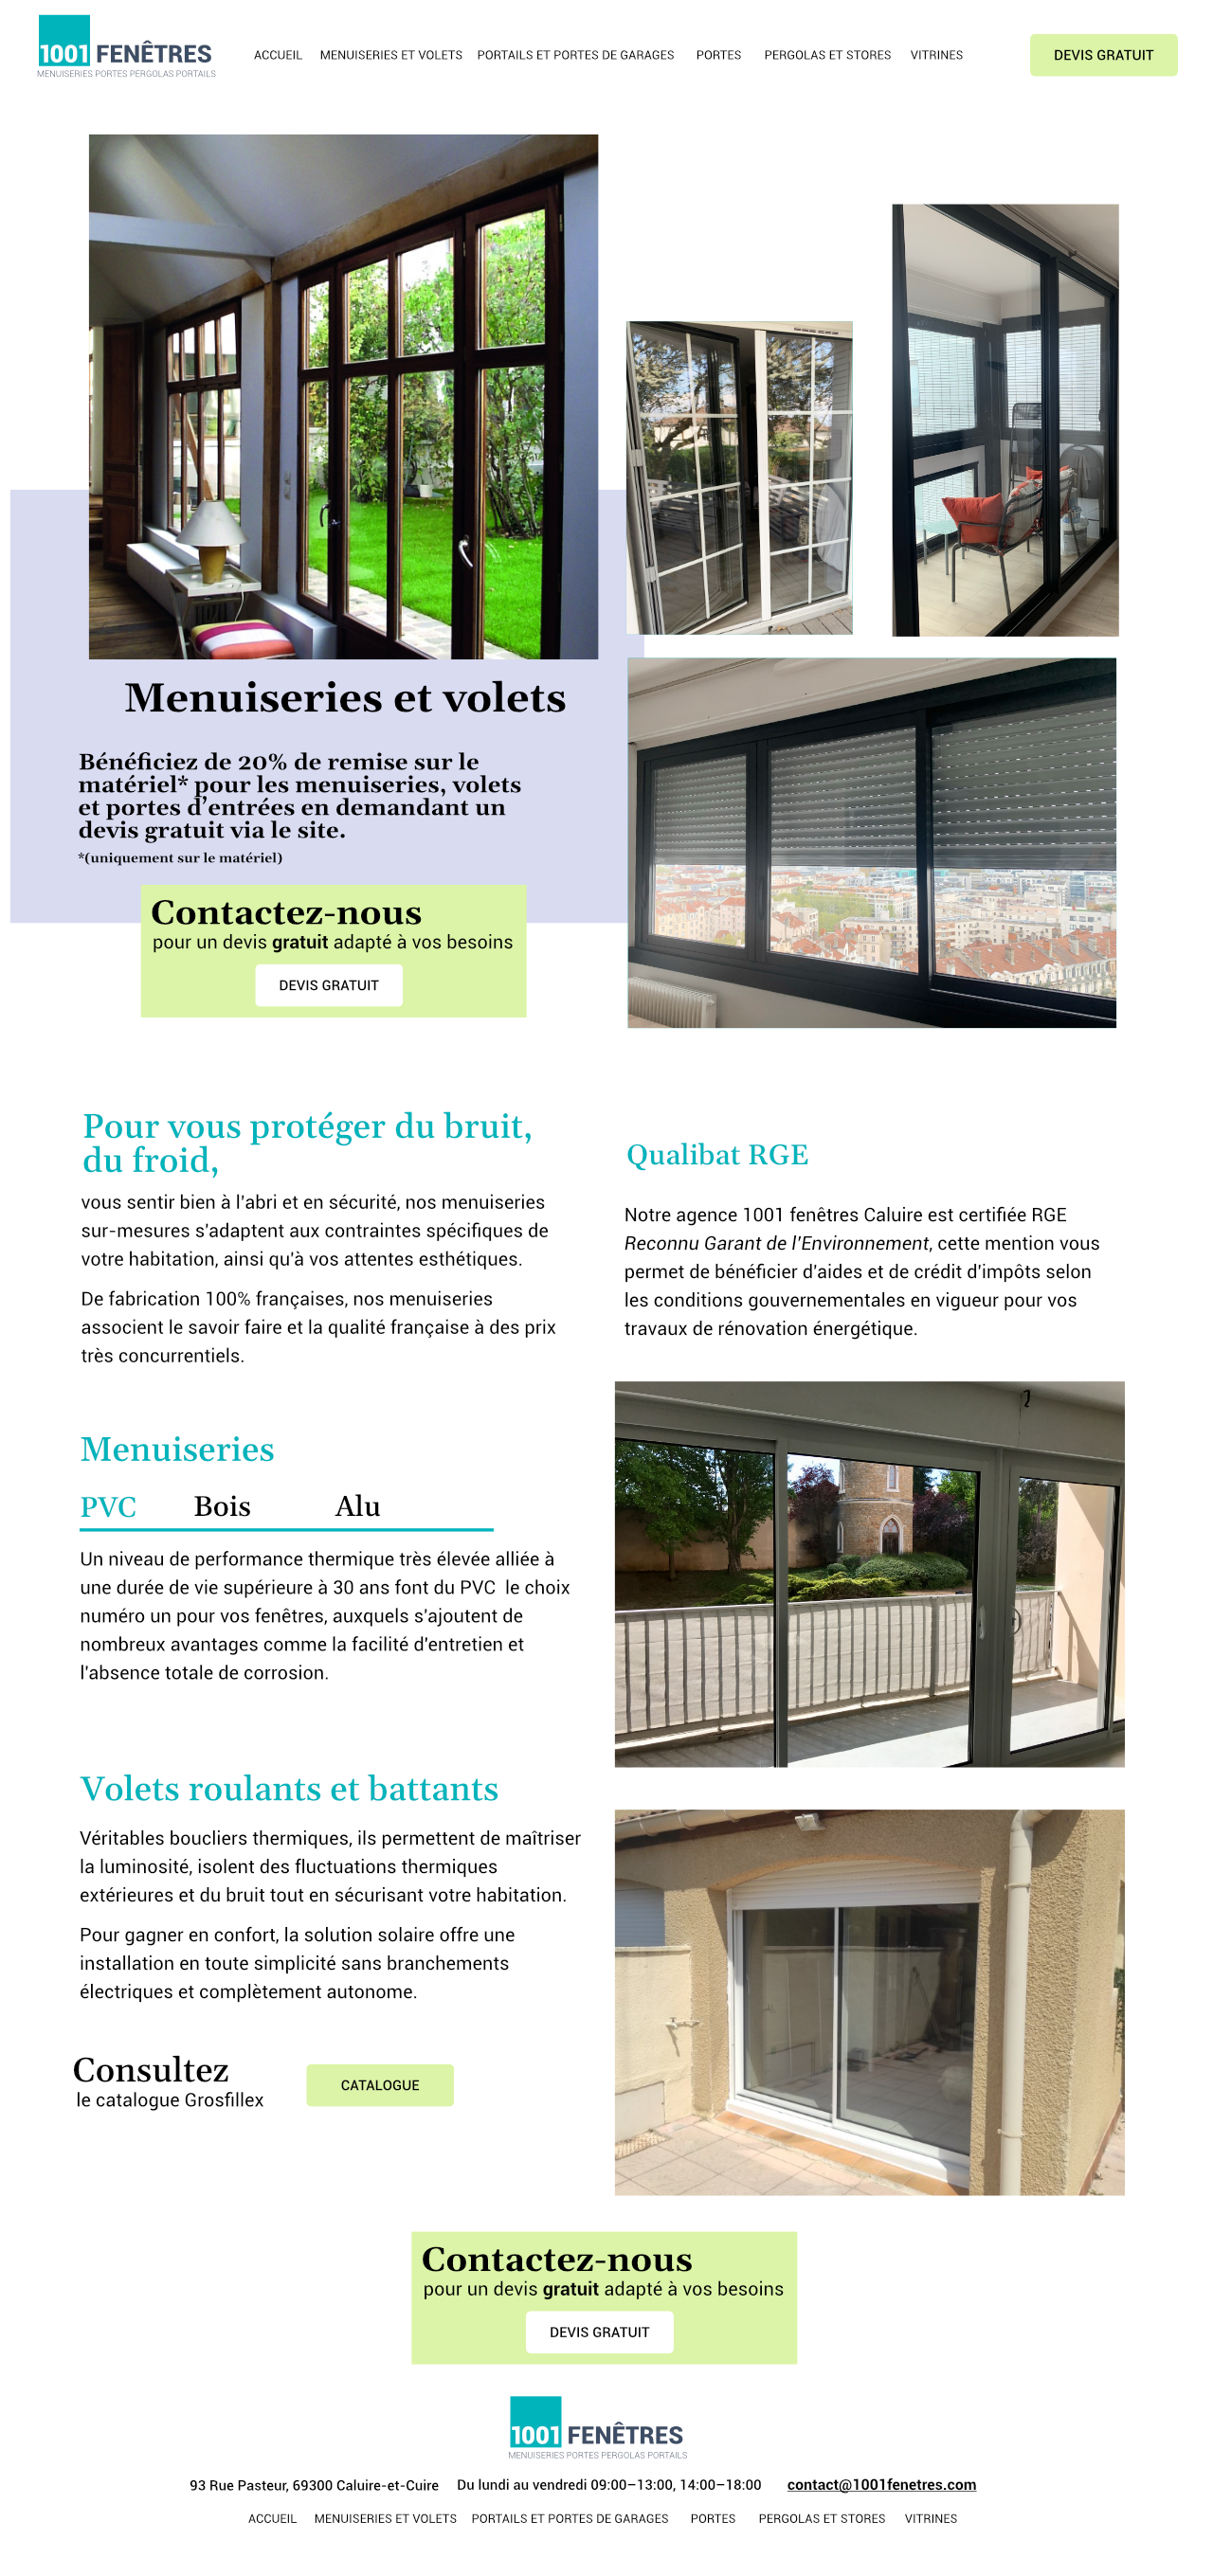 1001 FENÊTRES
MENUISERIES PORTES PERGOLAS PORTAILS
ACCUEIL MENUISERIES ET VOLETS PORTAILS ET PORTES DE GARAGES PORTES PERGOLAS ET STORES VITRINES
DEVIS GRATUIT
Menuiseries et volets
Bénéficiez de 20% de remise sur le
matériel* pour les menuiseries, volets
et portes d’entrées en demandant un
devis gratuit via le site.
*(uniquement sur le matériel)
Contactez-nous
pour un devis gratuit adapté à vos besoins
DEVIS GRATUIT
Pour vous protéger du bruit,
du froid,
vous sentir bien à l'abri et en sécurité, nos menuiseries
sur-mesures s'adaptent aux contraintes spécifiques de
votre habitation, ainsi qu'à vos attentes esthétiques.
De fabrication 100% françaises, nos menuiseries
associent le savoir faire et la qualité française à des prix
très concurrentiels.
Qualibat RGE
Notre agence 1001 fenêtres Caluire est certifiée RGE
Reconnu Garant de l'Environnement, cette mention vous
permet de bénéficier d'aides et de crédit d'impôts selon
les conditions gouvernementales en vigueur pour vos
travaux de rénovation énergétique.
Menuiseries
PVC Bois Alu
Un niveau de performance thermique très élevée alliée à
une durée de vie supérieure à 30 ans font du PVC  le choix
numéro un pour vos fenêtres, auxquels s'ajoutent de
nombreux avantages comme la facilité d'entretien et
l'absence totale de corrosion.
Volets roulants et battants
Véritables boucliers thermiques, ils permettent de maîtriser
la luminosité, isolent des fluctuations thermiques
extérieures et du bruit tout en sécurisant votre habitation.
Pour gagner en confort, la solution solaire offre une
installation en toute simplicité sans branchements
électriques et complètement autonome.
Consultez
le catalogue Grosfillex
CATALOGUE
Contactez-nous
pour un devis gratuit adapté à vos besoins
DEVIS GRATUIT
1001 FENÊTRES
MENUISERIES PORTES PERGOLAS PORTAILS
93 Rue Pasteur, 69300 Caluire-et-Cuire Du lundi au vendredi 09:00–13:00, 14:00–18:00 contact@1001fenetres.com
ACCUEIL MENUISERIES ET VOLETS PORTAILS ET PORTES DE GARAGES PORTES PERGOLAS ET STORES VITRINES